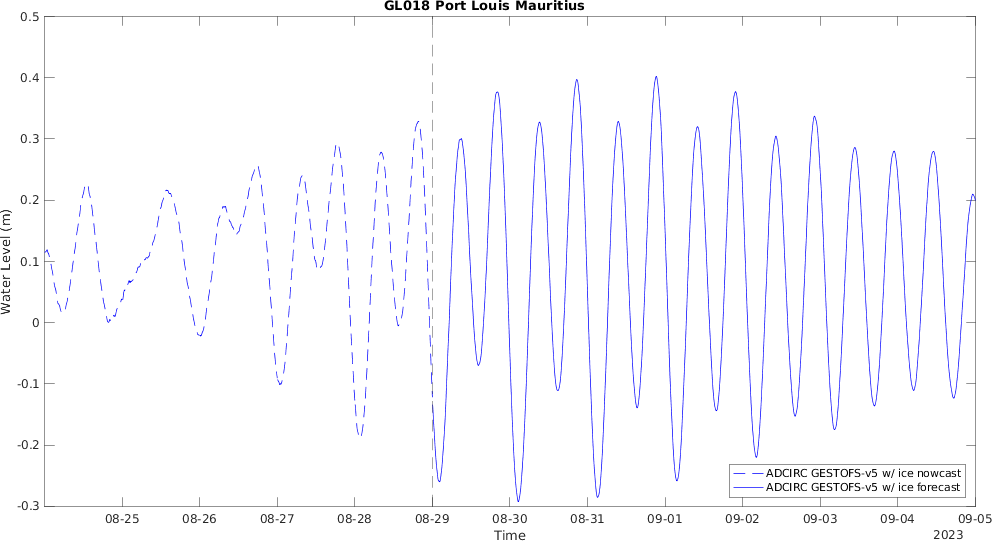 GL018 Port Louis Mauritius
0.5
0.4
0.3
0.2
0.1
0
-0.1
-0.2
-0.3
Water Level (m)
ADCIRC GESTOFS-v5 w/ ice nowcast
ADCIRC GESTOFS-v5 w/ ice forecast
08-25 08-26 08-27 08-28 08-29 08-30 08-31 09-01 09-02 09-03 09-04 09-05
Time
2023